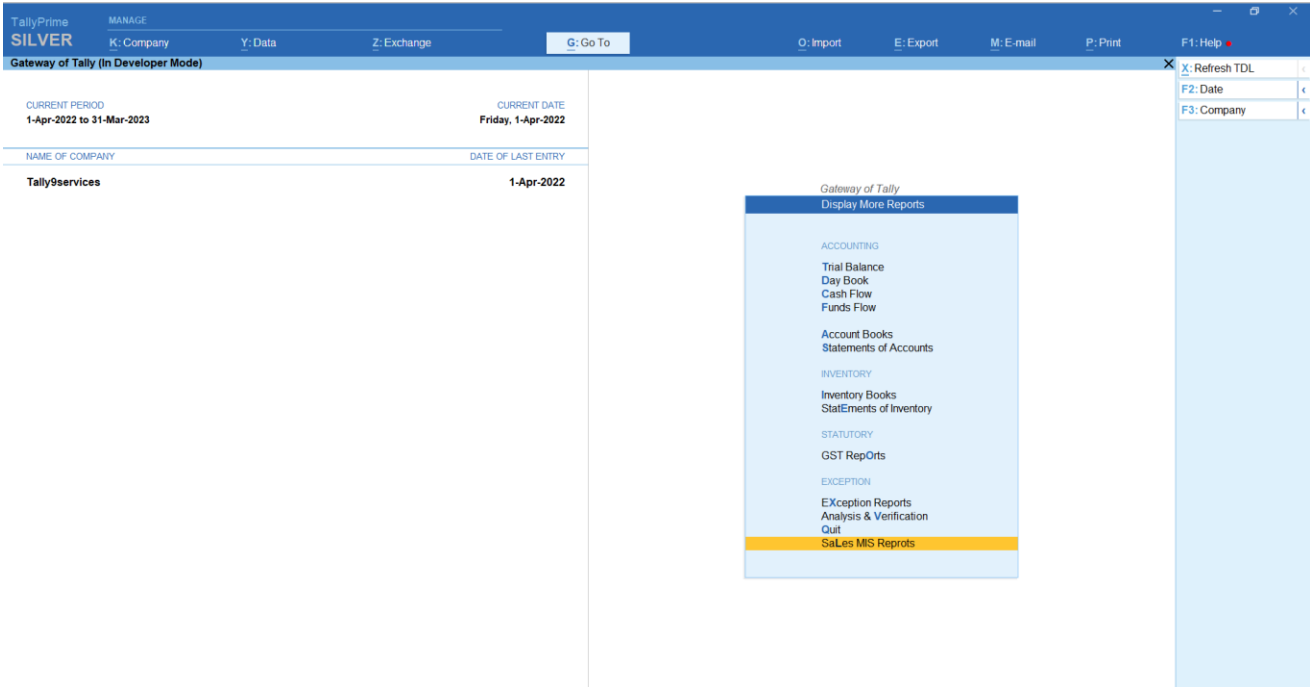 TallyPrime
SILVER
MANAGE
K: Company Y: Data Z: Exchange G: Go To O: Import E: Export M: E-mail P: Print F1: Help
Gateway of Tally (In Developer Mode)
X: Refresh TDL
F2: Date
F3: Company
CURRENT PERIOD CURRENT DATE
1-Apr-2022 to 31-Mar-2023 Friday, 1-Apr-2022
NAME OF COMPANY DATE OF LAST ENTRY
Tally9services 1-Apr-2022
Gateway of Tally
Display More Reports
ACCOUNTING
Trial Balance
Day Book
Cash Flow
Funds Flow
Account Books
Statements of Accounts
INVENTORY
Inventory Books
StatEments of Inventory
STATUTORY
GST RepOrts
EXCEPTION
EXception Reports
Analysis & Verification
Quit
SaLes MIS Reprots